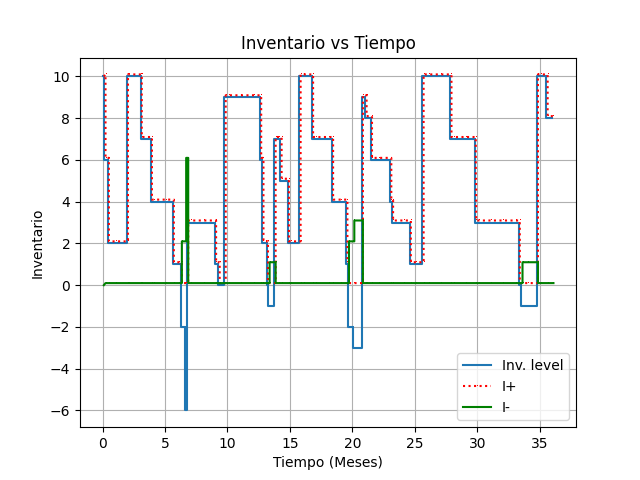 Inventario vs Tiempo
Inventario
10
8
6
4
2
0
−2
−4
−6
0 5 10 15 20 25 30 35
Tiempo (Meses)
Inv. level
I+
I-